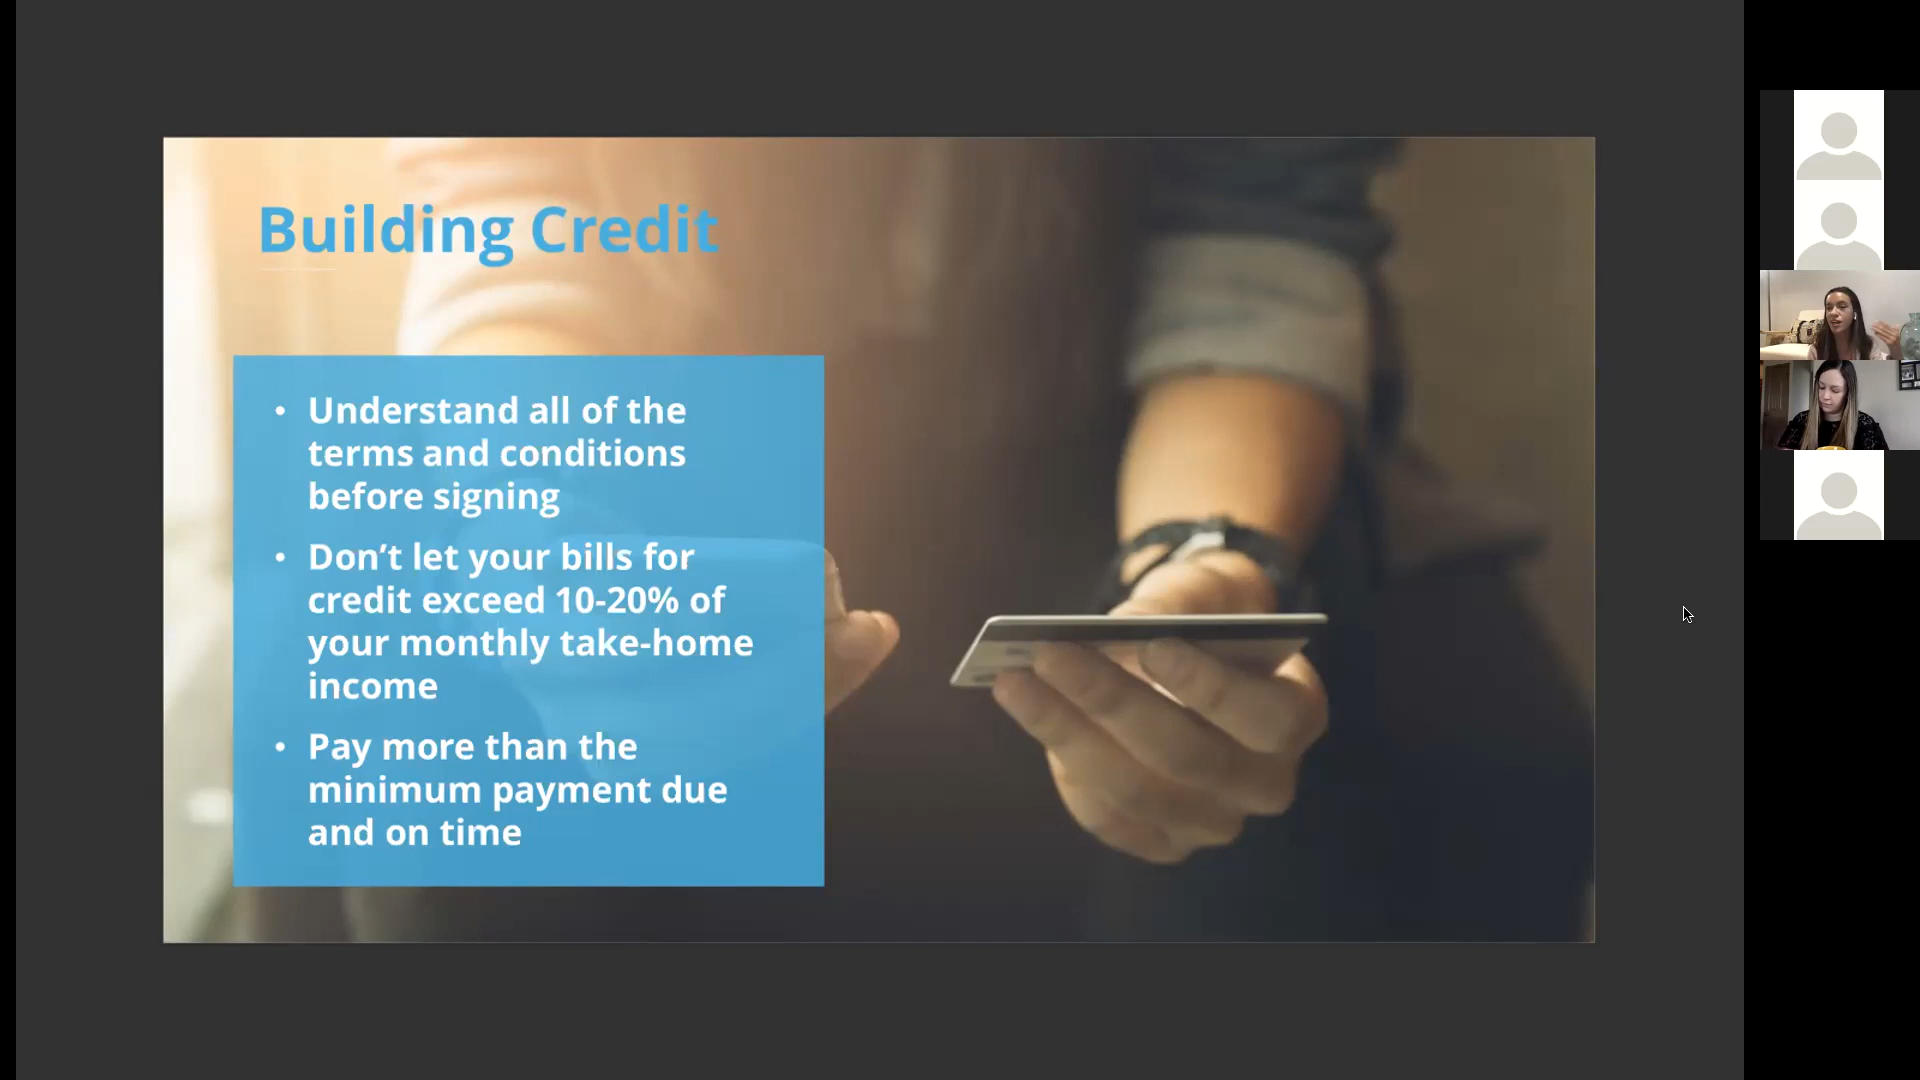 Building Credit
• Understand all of the
terms and conditions
before signing
• Don’t let your bills for
credit exceed 10-20% of
your monthly take-home
income
• Pay more than the
minimum payment due
and on time